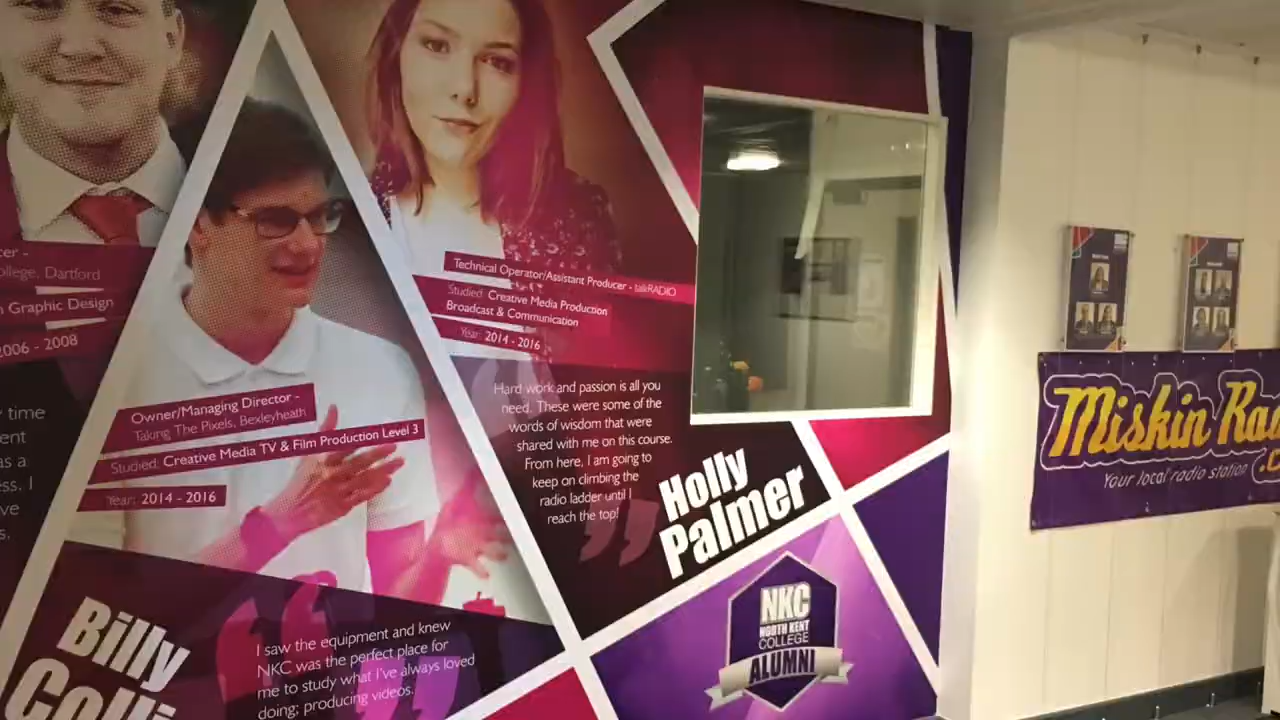 ollege, Dartford
Graphic Design
2006 - 2008
time
as a
Owner/Managing Director -
Taking The Pixels, Bexleyheath
Studied: Creative Media TV & Film Production Level 3
Year: 2014 - 2016
I saw the equipment and knew
NKC was the perfect place for
me to study what I've always loved
doing; producing videos.
Billy
Colli
Technical Operator/Assistant Producer - talkRADIO
Studied: Creative Media Production
Broadcast & Communication
Year: 2014 - 2016
Hard work and passion is all you
need. These were some of the
words of wisdom that were
shared with me on this course.
From here, I am going to
keep on climbing the
radio ladder until I
reach the top!
Holly
Palmer
NKC
NORTH KENT
COLLEGE
ALUMNI
Miskin Ra
Your local radio station